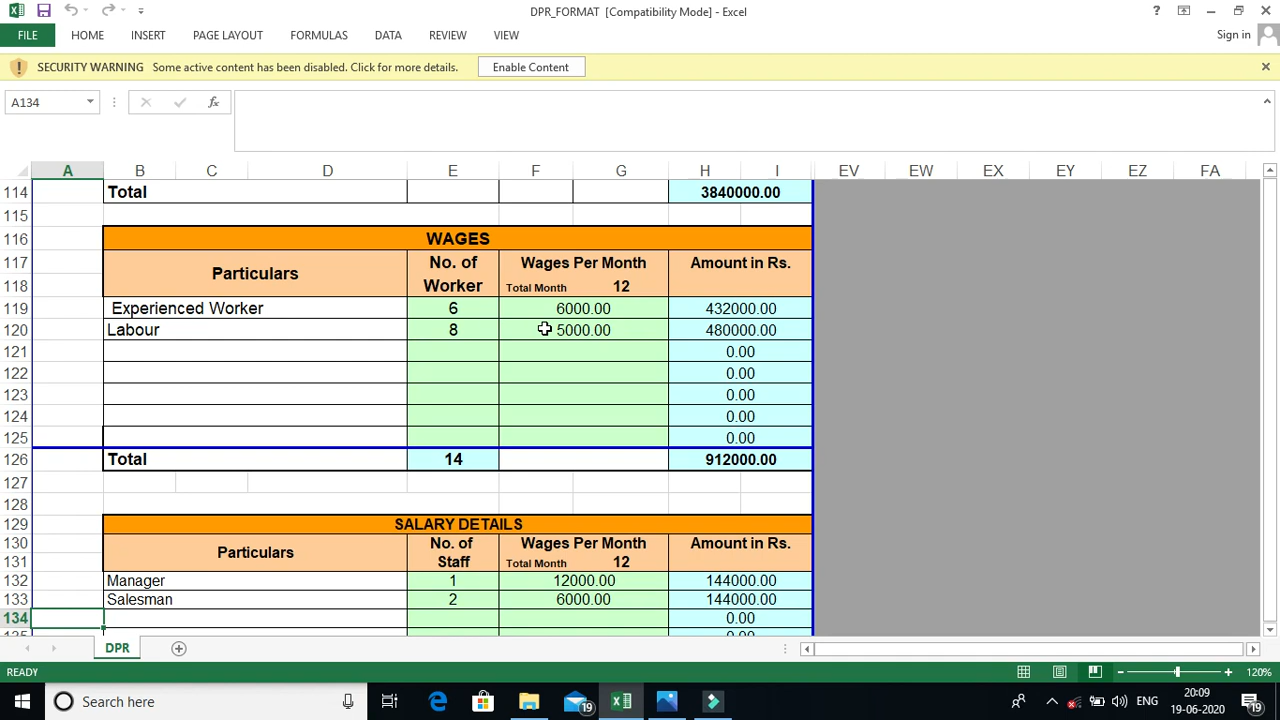 DPR_FORMAT [Compatibility Mode] - Excel
?
FILE HOME INSERT PAGE LAYOUT FORMULAS DATA REVIEW VIEW Sign in
! SECURITY WARNING Some active content has been disabled. Click for more details. Enable Content
A134 fx
A B C D E F G H I EV EW EX EY EZ FA
114 Total 3840000.00
115
116 WAGES
117 Particulars No. of Wages Per Month Amount in Rs.
118 Worker Total Month 12
119 Experienced Worker 6 6000.00 432000.00
120 Labour 8 5000.00 480000.00
121 0.00
122 0.00
123 0.00
124 0.00
125 0.00
126 Total 14 912000.00
127
128
129 SALARY DETAILS
130 Particulars No. of Wages Per Month Amount in Rs.
131 Staff Total Month 12
132 Manager 1 12000.00 144000.00
133 Salesman 2 6000.00 144000.00
134 0.00
135 0.00
DPR
READY 120%
Search here 19 ENG 20:09
19-06-2020 19